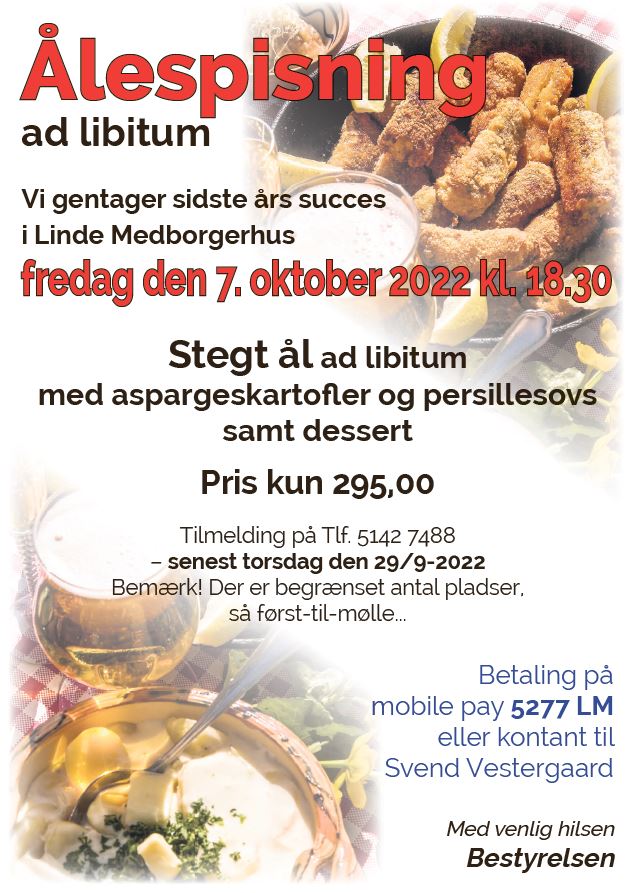 Ålespisning
ad libitum
Vi gentager sidste års succes
i Linde Medborgerhus
fredag den 7. oktober 2022 kl. 18.30
Stegt ål ad libitum
med aspargeskartofler og persillesovs
samt dessert
Pris kun 295,00
Tilmelding på Tlf. 5142 7488
– senest torsdag den 29/9-2022
Bemærk! Der er begrænset antal pladser,
så først-til-mølle...
Betaling på
mobile pay 5277 LM
eller kontant til
Svend Vestergaard
Med venlig hilsen
Bestyrelsen